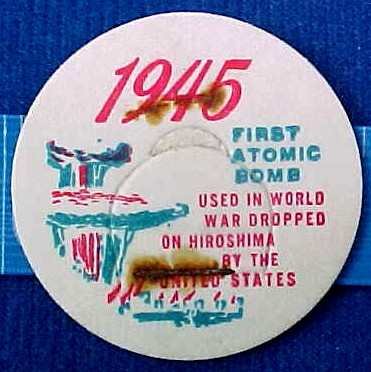 1945
FIRST
ATOMIC
BOMB
USED IN WORLD
WAR DROPPED
ON HIROSHIMA
BY THE
UNITED STATES